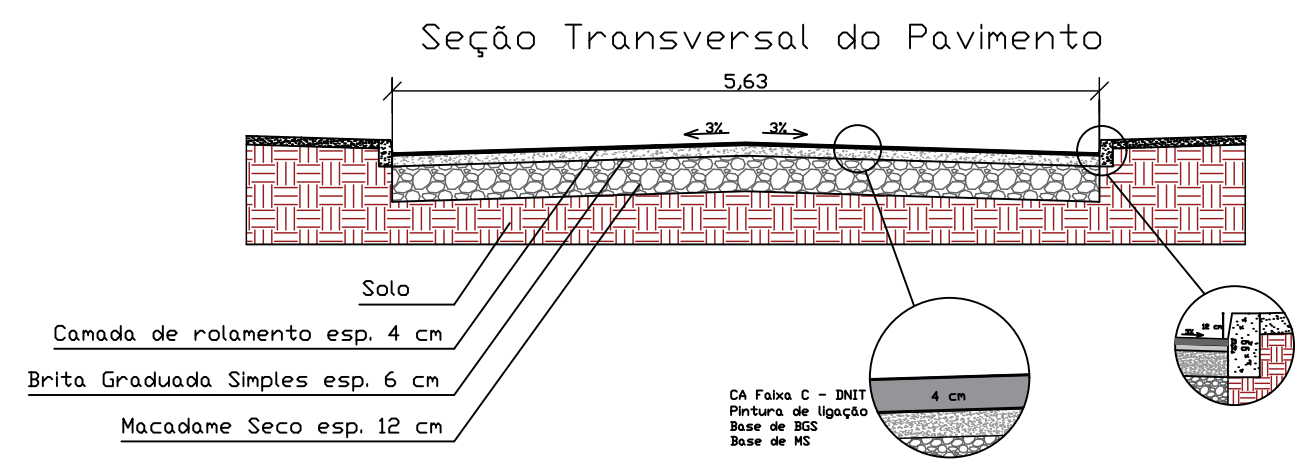 Seção Transversal do Pavimento
5,63
3% 3%
Solo
Camada de rolamento esp. 4 cm
Brita Graduada Simples esp. 6 cm
Macadame Seco esp. 12 cm
CA Faixa C - DNIT
Pintura de ligação
Base de BGS
Base de MS
4 cm
3%